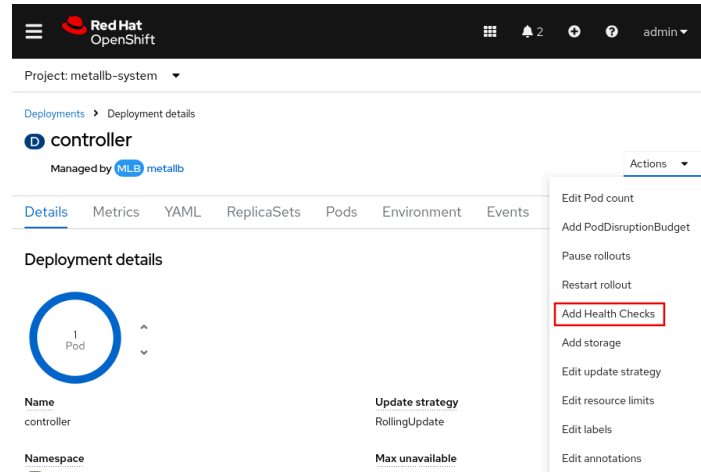 Red Hat
OpenShift
2
admin
Project: metallb-system
Deployments > Deployment details
D controller
Managed by MLB metallb
Actions
Details Metrics YAML ReplicaSets Pods Environment Events
Edit Pod count
Add PodDisruptionBudget
Pause rollouts
Restart rollout
Add Health Checks
Add storage
Edit update strategy
Edit resource limits
Edit labels
Edit annotations
Deployment details
1
Pod
Name
controller
Update strategy
RollingUpdate
Namespace
Max unavailable